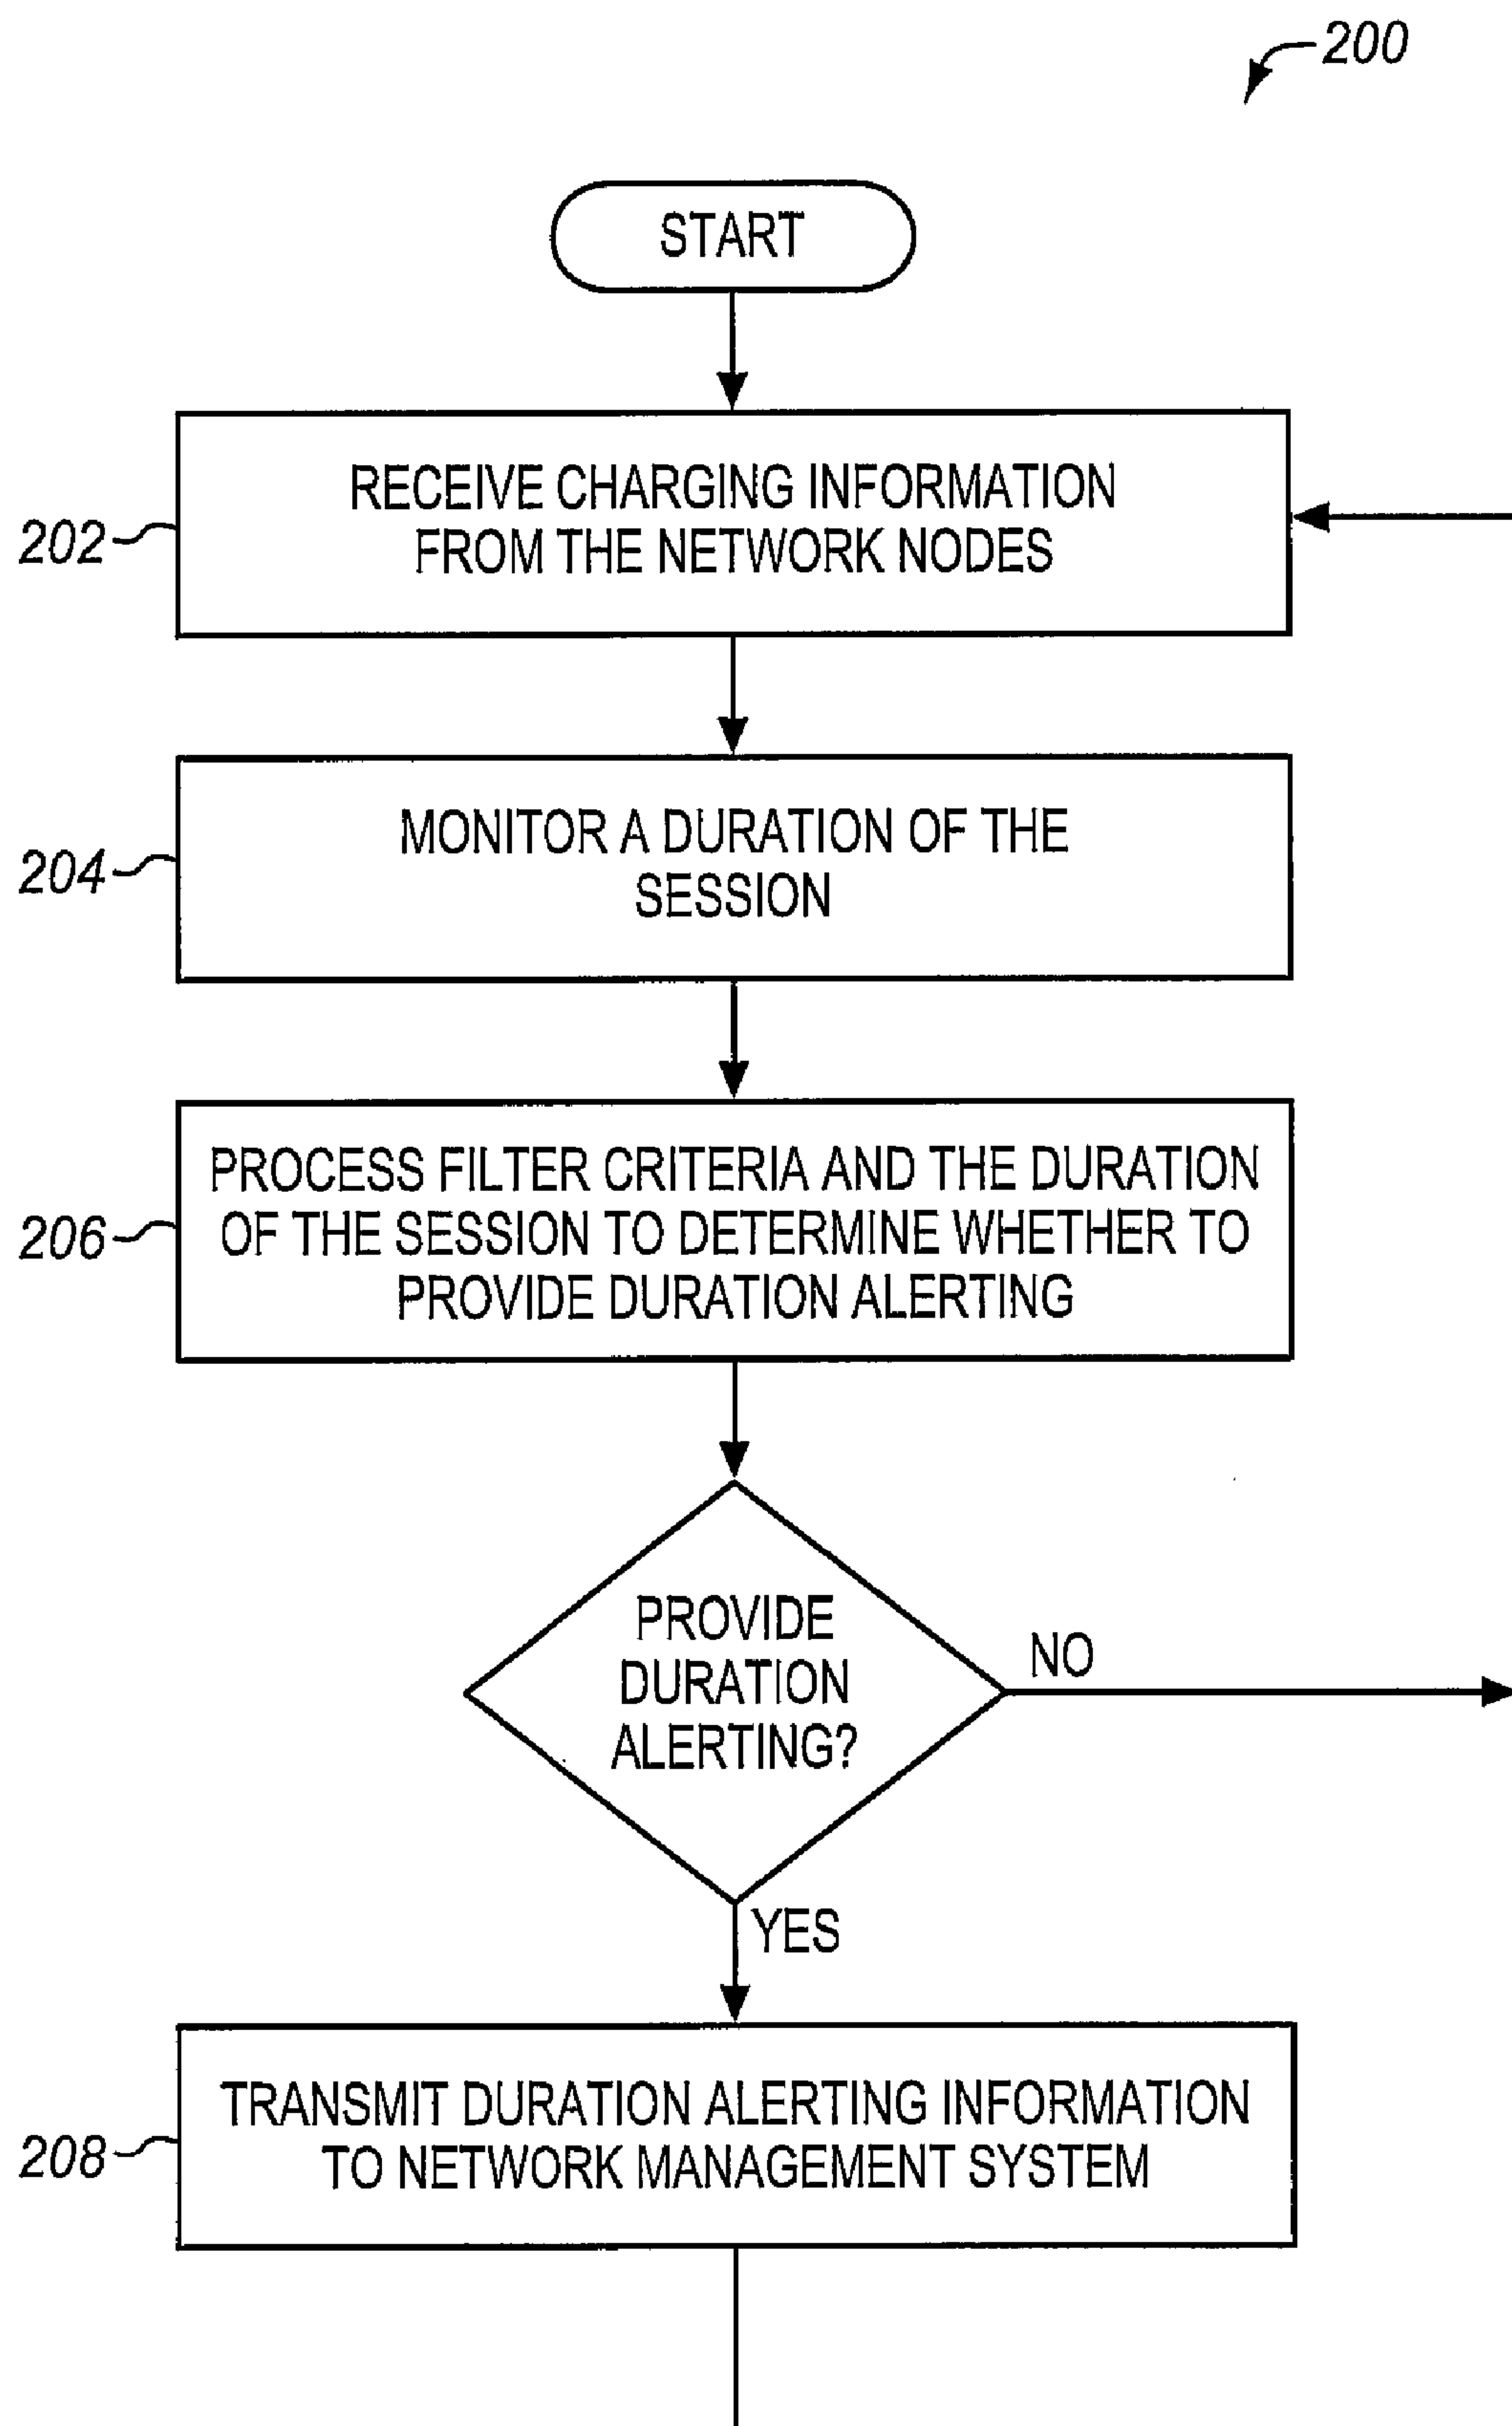 200
START
RECEIVE CHARGING INFORMATION
FROM THE NETWORK NODES
202
MONITOR A DURATION OF THE
SESSION
204
PROCESS FILTER CRITERIA AND THE DURATION
OF THE SESSION TO DETERMINE WHETHER TO
PROVIDE DURATION ALERTING
206
PROVIDE
DURATION
ALERTING?
NO
YES
TRANSMIT DURATION ALERTING INFORMATION
TO NETWORK MANAGEMENT SYSTEM
208